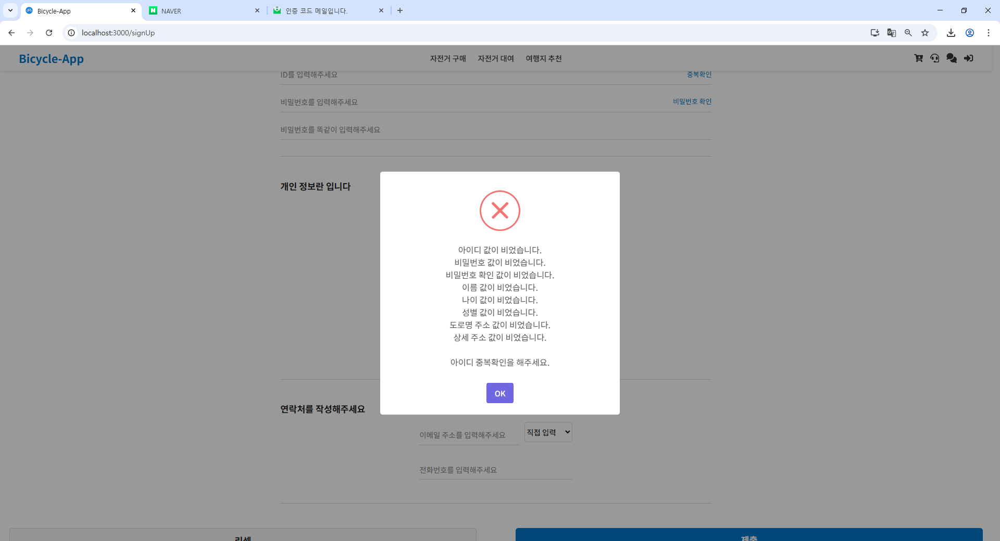 Bicycle-App
NAVER
인증 코드 메일입니다.
localhost:3000/signUp
Bicycle-App
자전거 구매
자전거 대여
여행지 추천
ID를 입력해주세요
중복확인
비밀번호를 입력해주세요
비밀번호 확인
비밀번호를 똑같이 입력해주세요
개인 정보란 입니다
아이디 값이 비었습니다.
비밀번호 값이 비었습니다.
비밀번호 확인 값이 비었습니다.
이름 값이 비었습니다.
나이 값이 비었습니다.
성별 값이 비었습니다.
도로명 주소 값이 비었습니다.
상세 주소 값이 비었습니다.
아이디 중복확인을 해주세요.
OK
연락처를 작성해주세요
이메일 주소를 입력해주세요
직접 입력
전화번호를 입력해주세요
리셋
제출